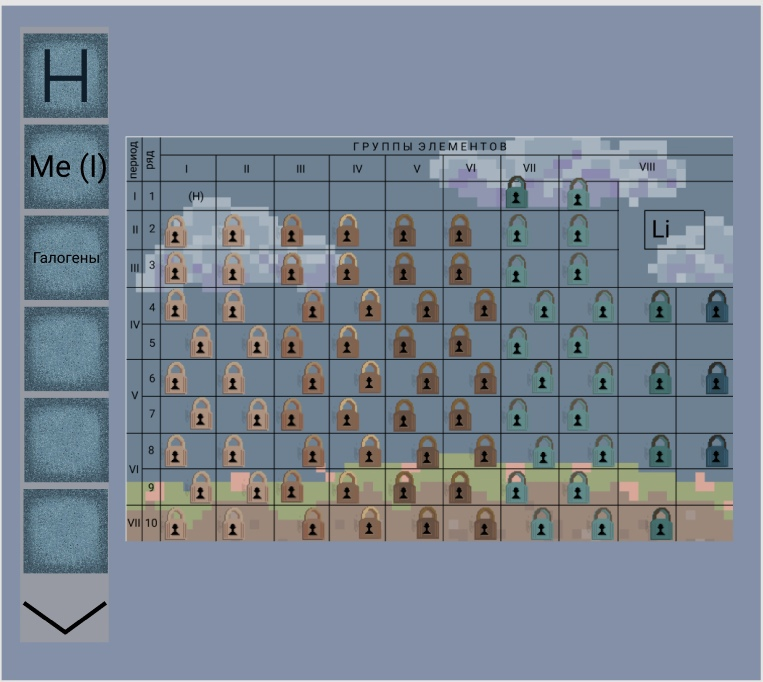 H
Me (I)
Галогены
период
ряд
ГРУППЫ ЭЛЕМЕНТОВ
I II III IV V VI VII VIII
I 1 (H)
II 2 Li
III 3
IV 4
5
V 6
7
VI 8
9
VII 10